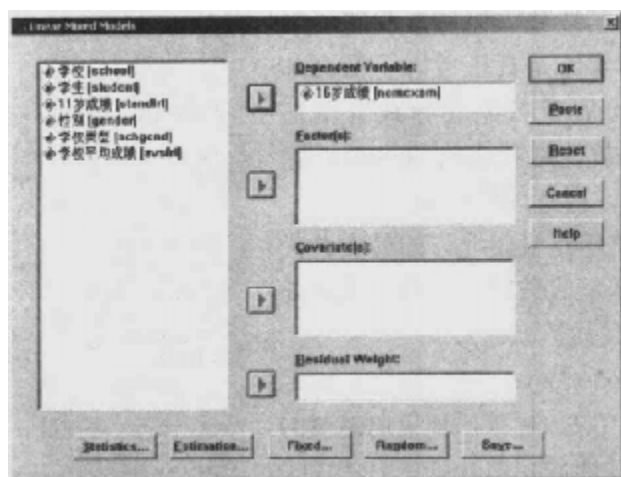 Linear Mixed Models
学校 [school]
学生 [student]
11岁成绩 [standlrt]
性别 [gender]
学校类型 [schgend]
学校平均成绩 [avslrt]
Dependent Variable:
16岁成绩 [normexam]
Factor(s):
Covariate(s):
Residual Weight:
OK
Paste
Reset
Cancel
Help
Statistics...
Estimation...
Fixed...
Random...
Save...